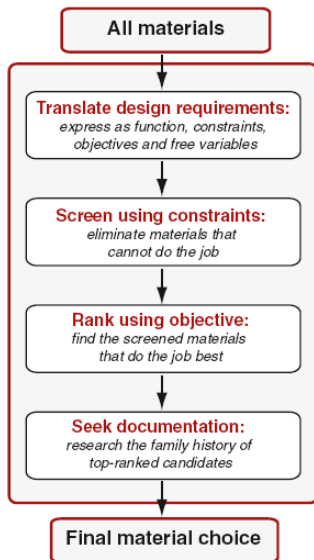 All materials
Translate design requirements:
express as function, constraints,
objectives and free variables
Screen using constraints:
eliminate materials that
cannot do the job
Rank using objective:
find the screened materials
that do the job best
Seek documentation:
research the family history of
top-ranked candidates
Final material choice